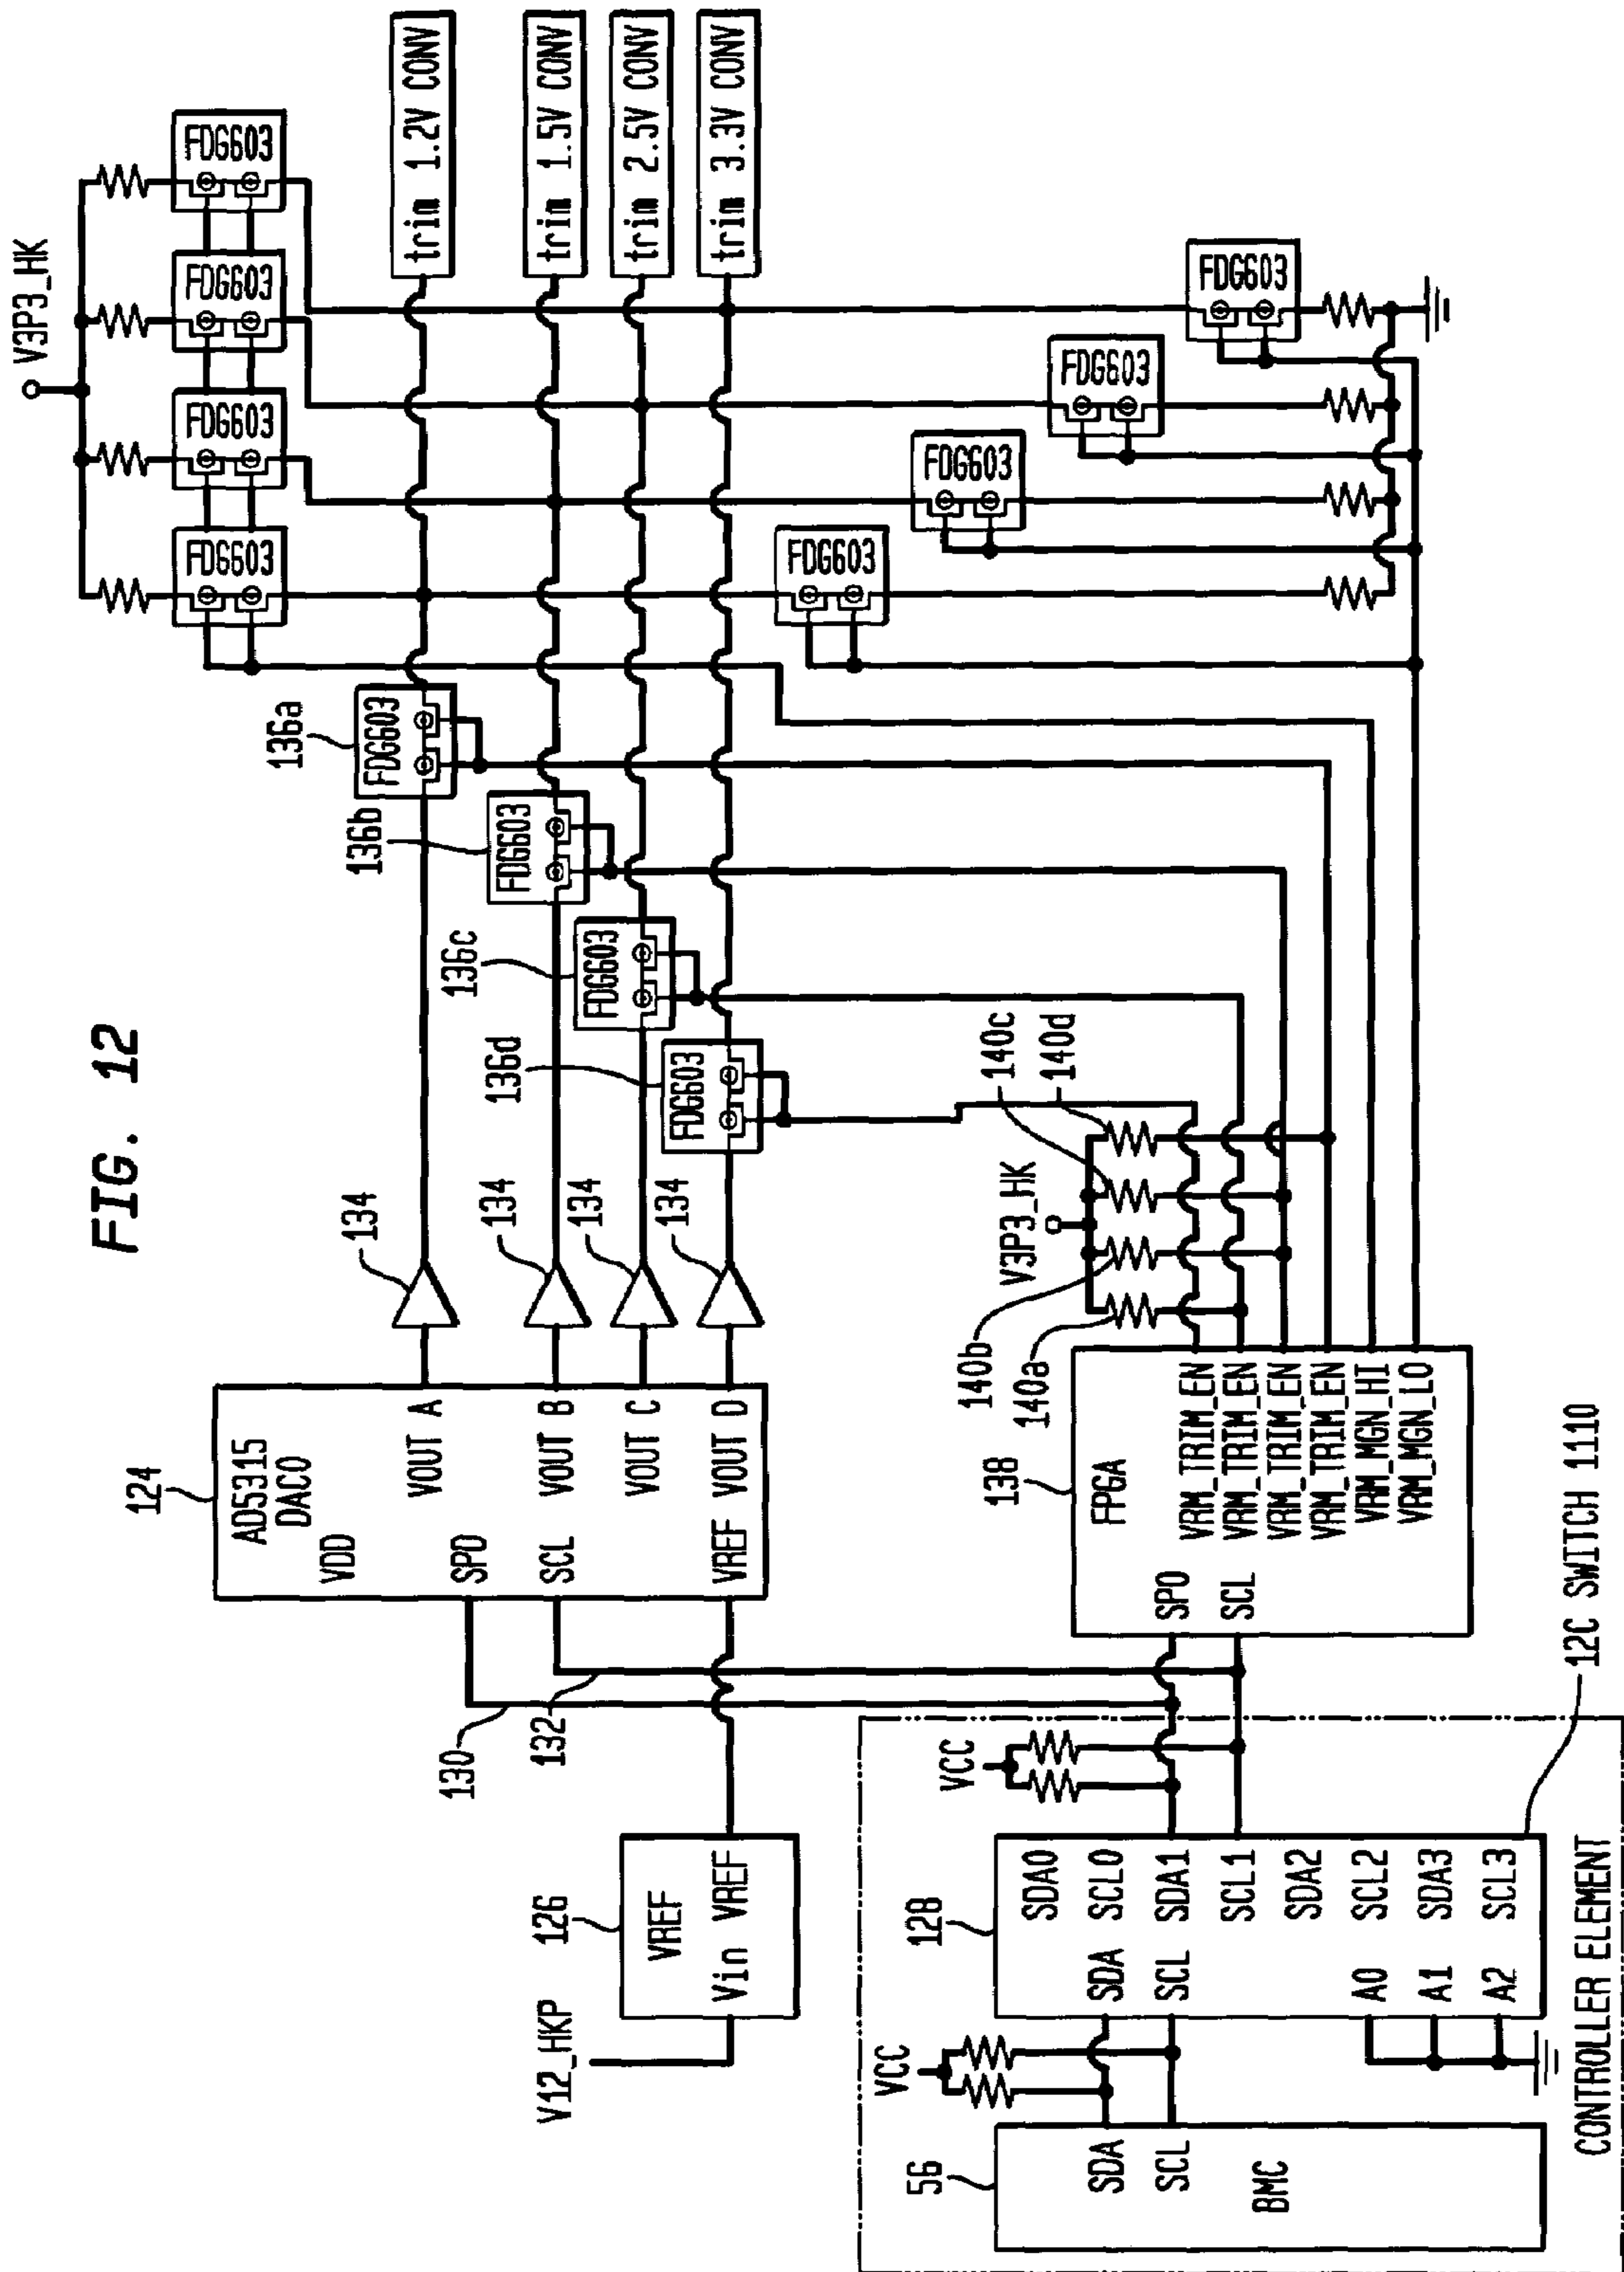 FIG. 12
V3P3_HK
FDG603
FDG603
FDG603
FDG603
trim 1.2V CONV
trim 1.5V CONV
trim 2.5V CONV
trim 3.3V CONV
136a
FDG603
136b
FDG603
136c
FDG603
136d
FDG603
FDG603
FDG603
FDG603
FDG603
134
134
134
134
124
AD5315
DAC0
VDD
VOUT A
SPD
SCL
VOUT B
VOUT C
VREF
VOUT D
130
132
126
VREF
Vin
VREF
V12_HKP
V3P3_HK
140a
140b
140c
140d
138
FPGA
SPO
SCL
VRM_TRIM_EN
VRM_TRIM_EN
VRM_TRIM_EN
VRM_TRIM_EN
VRM_MGN_HI
VRM_MGN_LO
VCC
VCC
128
SDA
SCL
A0
A1
A2
SDA0
SCL0
SDA1
SCL1
SDA2
SCL2
SDA3
SCL3
56
SDA
SCL
BMC
12C SWITCH 1110
CONTROLLER ELEMENT